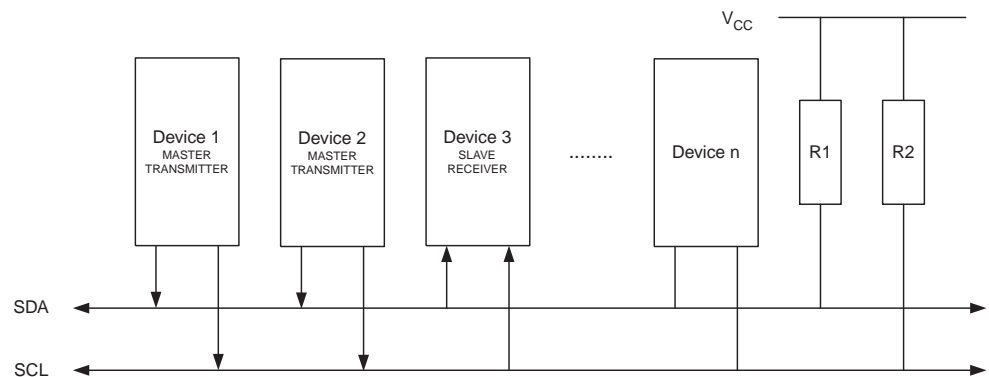 V_CC
Device 1
MASTER
TRANSMITTER
Device 2
MASTER
TRANSMITTER
Device 3
SLAVE
RECEIVER
........
Device n
R1
R2
SDA
SCL